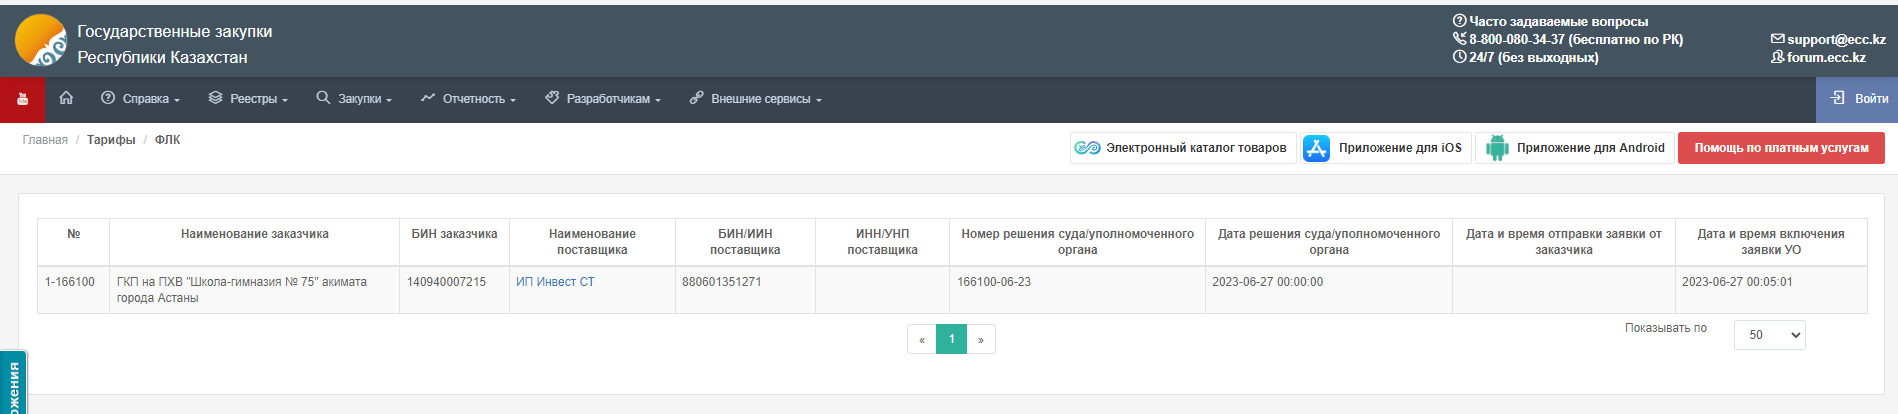 Государственные закупки
Республики Казахстан
Часто задаваемые вопросы
8-800-080-34-37 (бесплатно по РК)
24/7 (без выходных)
support@ecc.kz
forum.ecc.kz
You Tube
Справка
Реестры
Закупки
Отчетность
Разработчикам
Внешние сервисы
Войти
Главная / Тарифы / ФЛК
Электронный каталог товаров
Приложение для iOS
Приложение для Android
Помощь по платным услугам
№
Наименование заказчика
БИН заказчика
Наименование
поставщика
БИН/ИИН
поставщика
ИНН/УНП
поставщика
Номер решения суда/уполномоченного
органа
Дата решения суда/уполномоченного
органа
Дата и время отправки заявки от
заказчика
Дата и время включения
заявки УО
1-166100
ГКП на ПХВ "Школа-гимназия № 75" акимата
города Астаны
140940007215
ИП Инвест СТ
880601351271
166100-06-23
2023-06-27 00:00:00
2023-06-27 00:05:01
« 1 »
Показывать по
50